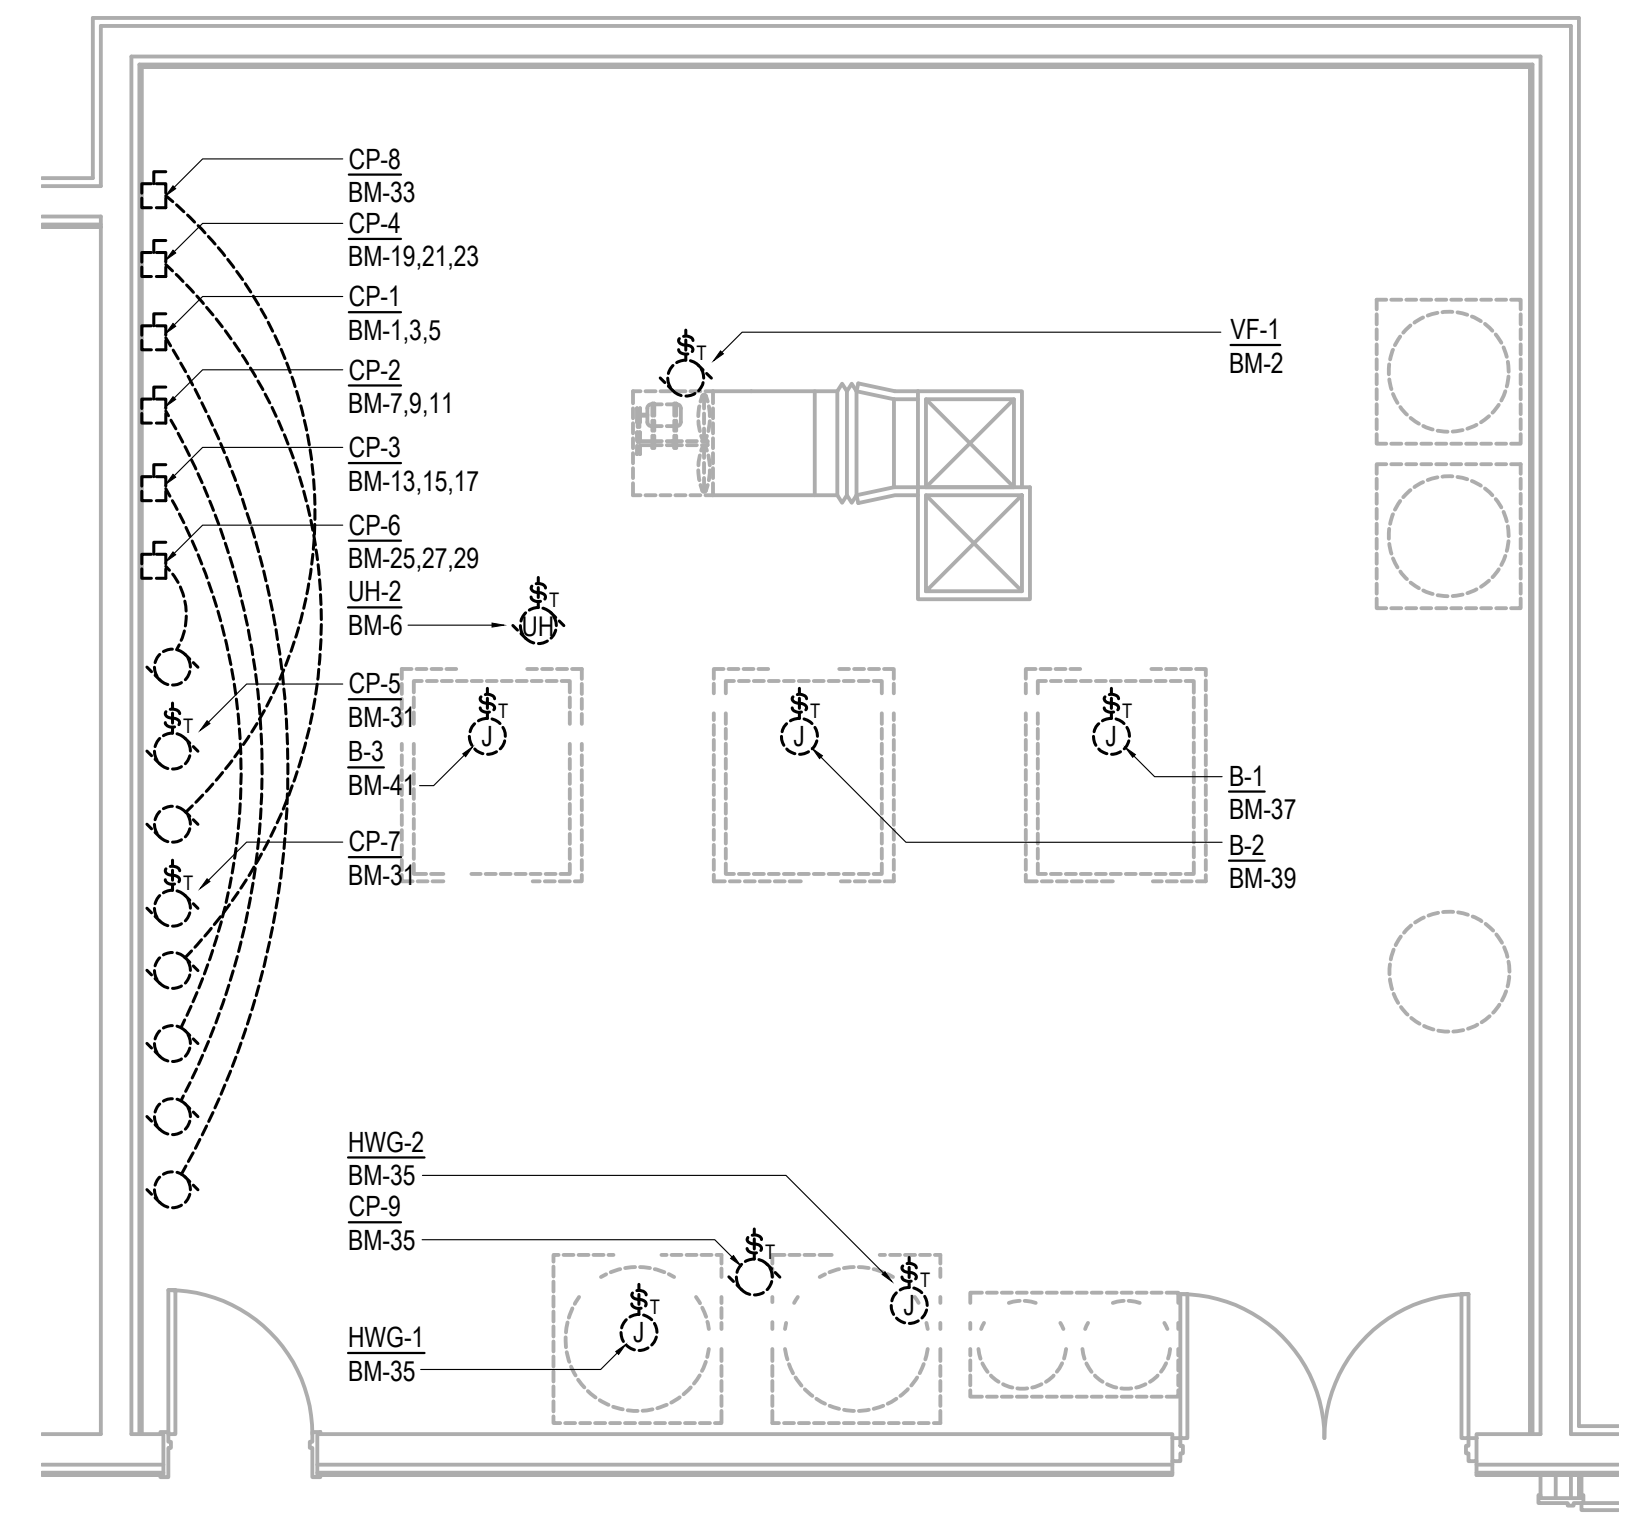 CP-8
BM-33
CP-4
BM-19,21,23
CP-1
BM-1,3,5
CP-2
BM-7,9,11
CP-3
BM-13,15,17
CP-6
BM-25,27,29
UH-2
BM-6
$T
UH
VF-1
BM-2
$T
CP-5
BM-31
$T
B-3
BM-41
$T
J
$T
J
$T
J
B-1
BM-37
B-2
BM-39
CP-7
BM-31
$T
HWG-2
BM-35
CP-9
BM-35
$T
$T
J
HWG-1
BM-35
$T
J